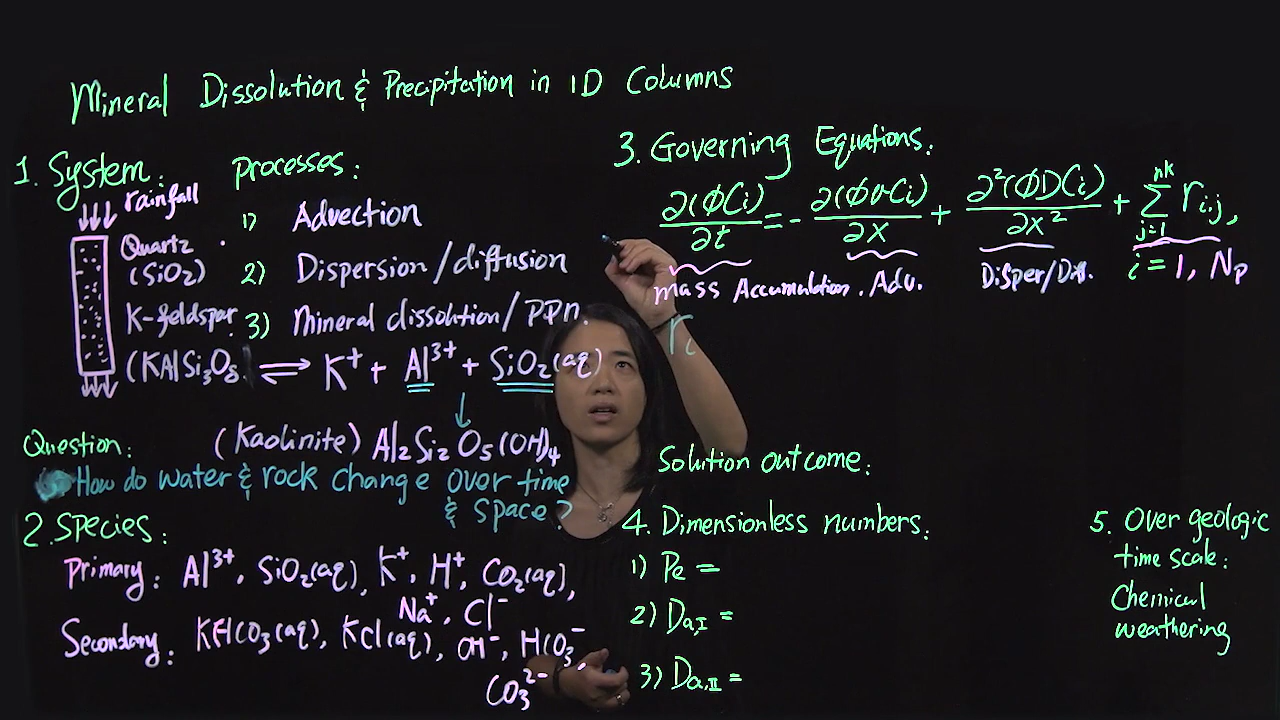 Mineral Dissolution & Precipitation in 1D Columns
1. System:
rainfall
Quartz
(SiO₂)
K-feldspar
(KAlSi₃O₈) ⇌ K⁺ + Al³⁺ + SiO₂(aq)
↓
(Kaolinite) Al₂Si₂O₅(OH)₄
Processes:
1) Advection
2) Dispersion/diffusion
3) Mineral dissolution/PPn.
Question:
How do water & rock change over time
& space?
2. Species:
Primary: Al³⁺, SiO₂(aq), K⁺, H⁺, CO₂(aq),
Na⁺, Cl⁻
Secondary: KHCO₃(aq), KCl(aq), OH⁻, HCO₃⁻,
CO₃²⁻
3. Governing Equations:
∂(ϕCi)/∂t = - ∂(ϕvCi)/∂x + ∂²(ϕDCi)/∂x² + Σ_{j=1}^{nk} r_{i,j},
i = 1, Np
mass Accumulation. Adv. Disper/Diff.
ri
Solution outcome:
4. Dimensionless numbers:
1) Pe =
2) Da,I =
3) Da,II =
5. Over geologic
time scale:
Chemical
weathering